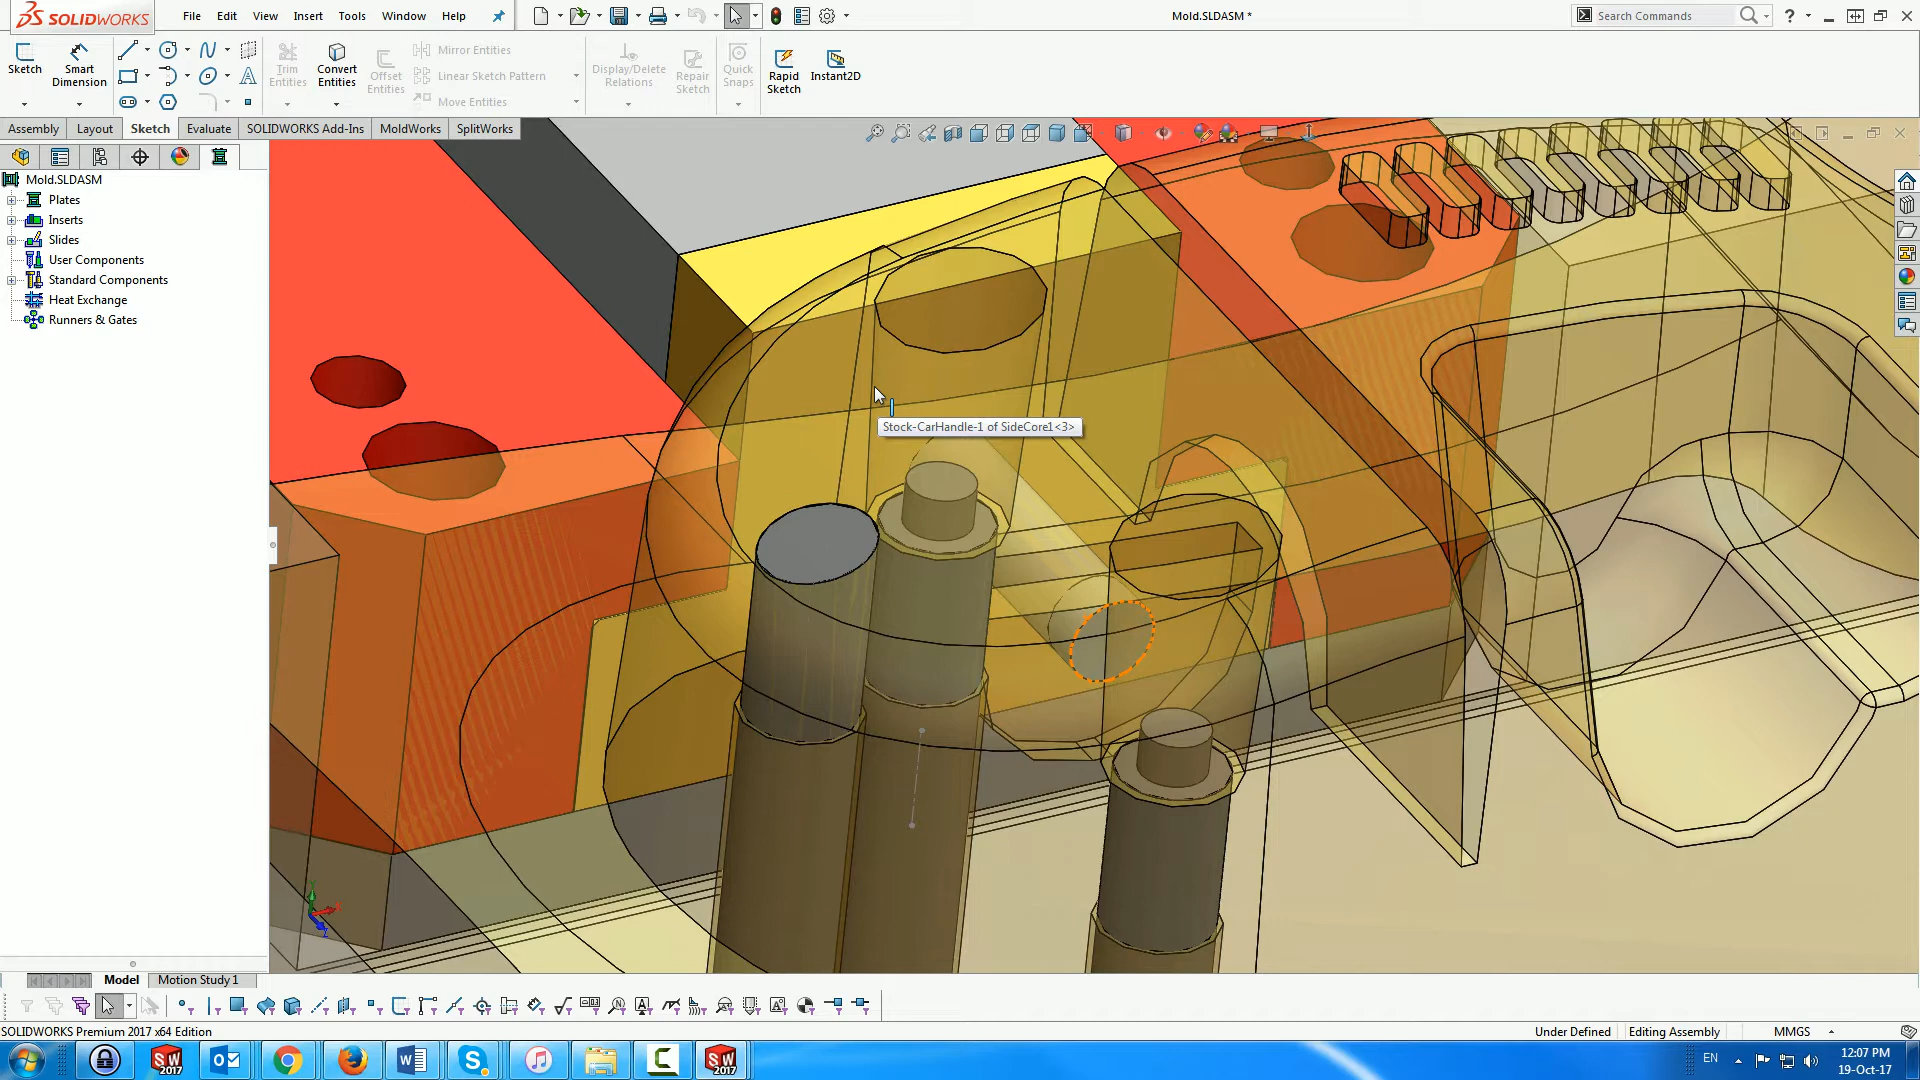 SOLIDWORKS
File Edit View Insert Tools Window Help
Mold.SLDASM *
Search Commands
Sketch
Smart Dimension
Trim Entities
Convert Entities
Offset Entities
Mirror Entities
Linear Sketch Pattern
Move Entities
Display/Delete Relations
Repair Sketch
Quick Snaps
Rapid Sketch
Instant2D
Assembly Layout Sketch Evaluate SOLIDWORKS Add-Ins MoldWorks SplitWorks
Mold.SLDASM
Plates
Inserts
Slides
User Components
Standard Components
Heat Exchange
Runners & Gates
Stock-CarHandle-1 of SideCore1<3>
Model Motion Study 1
SOLIDWORKS Premium 2017 x64 Edition
Under Defined Editing Assembly MMGS
SW 2017
SW 2017
EN
12:07 PM
19-Oct-17